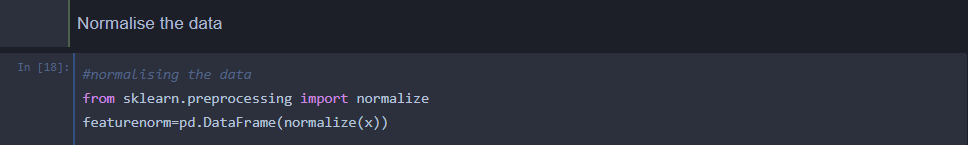 Normalise the data
In [18]:
#normalising the data
from sklearn.preprocessing import normalize
featurenorm=pd.DataFrame(normalize(x))